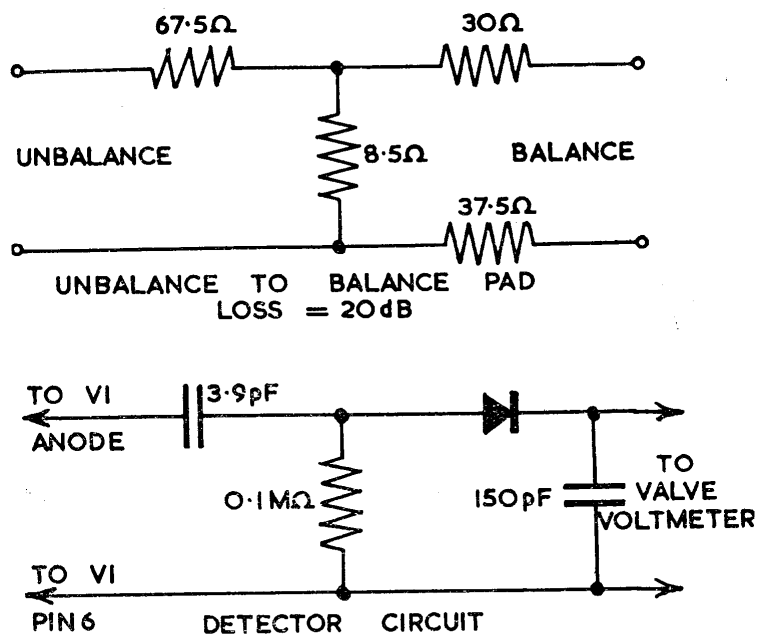 67·5Ω
30Ω
UNBALANCE
8·5Ω
BALANCE
37·5Ω
UNBALANCE TO BALANCE PAD
LOSS = 20dB
TO V1
3·9pF
ANODE
0·1MΩ
150pF
TO
VALVE
VOLTMETER
TO V1
PIN 6
DETECTOR CIRCUIT